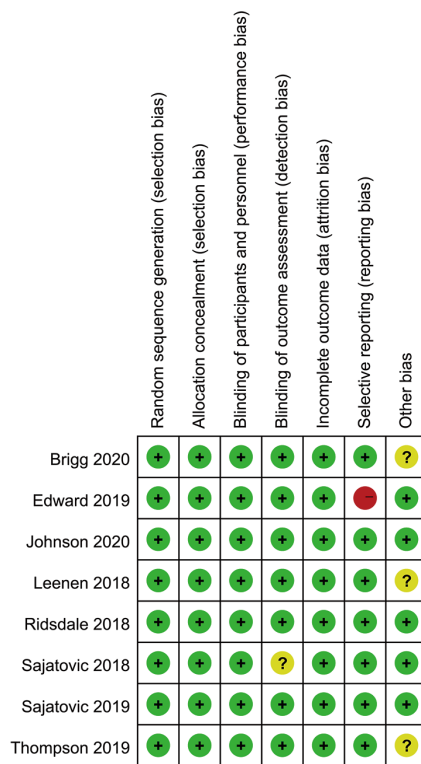 Random sequence generation (selection bias)
Allocation concealment (selection bias)
Blinding of participants and personnel (performance bias)
Blinding of outcome assessment (detection bias)
Incomplete outcome data (attrition bias)
Selective reporting (reporting bias)
Other bias
Brigg 2020 + + + + + + ?
Edward 2019 + + + + + – +
Johnson 2020 + + + + + + +
Leenen 2018 + + + + + + ?
Ridsdale 2018 + + + + + + +
Sajatovic 2018 + + + ? + + +
Sajatovic 2019 + + + + + + +
Thompson 2019 + + + + + + ?